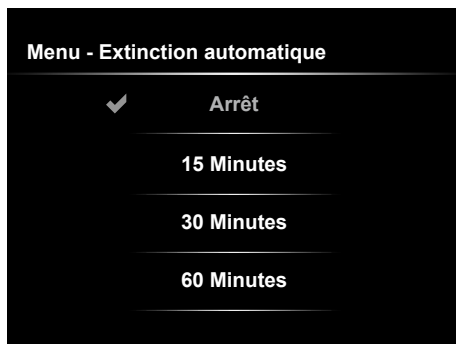 Menu - Extinction automatique
Arrêt
15 Minutes
30 Minutes
60 Minutes